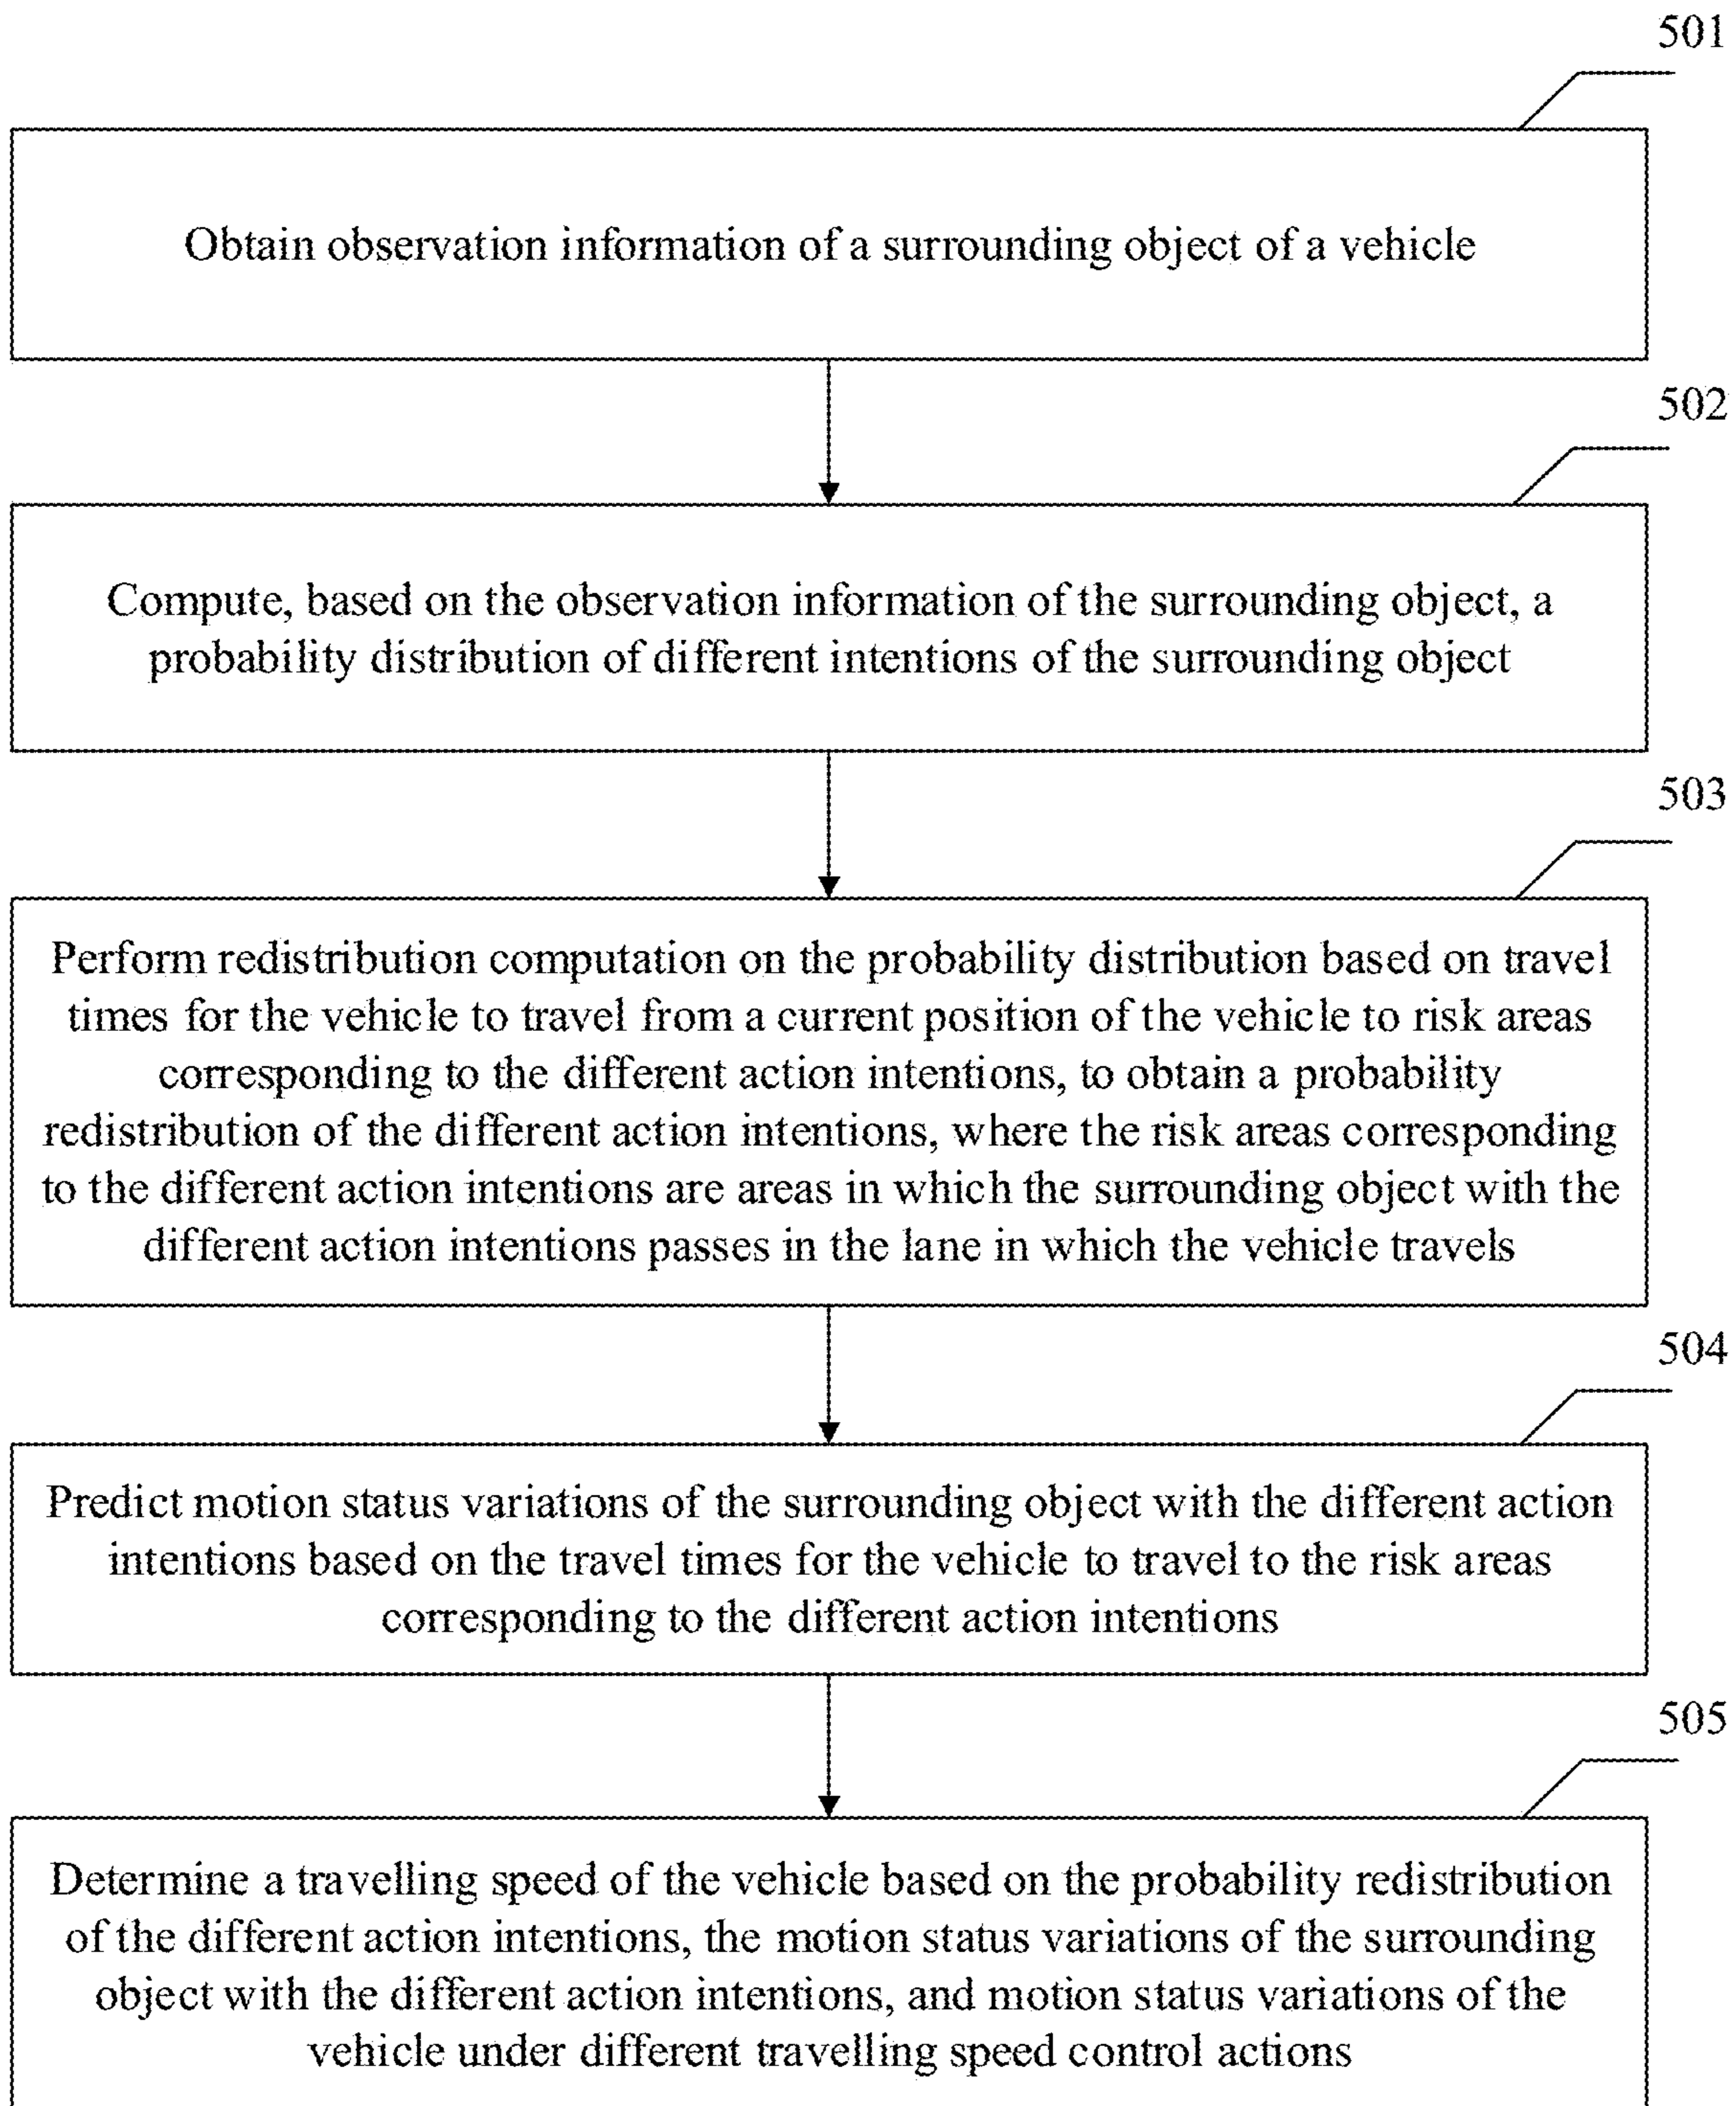 501
Obtain observation information of a surrounding object of a vehicle
502
Compute, based on the observation information of the surrounding object, a
probability distribution of different intentions of the surrounding object
503
Perform redistribution computation on the probability distribution based on travel
times for the vehicle to travel from a current position of the vehicle to risk areas
corresponding to the different action intentions, to obtain a probability
redistribution of the different action intentions, where the risk areas corresponding
to the different action intentions are areas in which the surrounding object with the
different action intentions passes in the lane in which the vehicle travels
504
Predict motion status variations of the surrounding object with the different action
intentions based on the travel times for the vehicle to travel to the risk areas
corresponding to the different action intentions
505
Determine a travelling speed of the vehicle based on the probability redistribution
of the different action intentions, the motion status variations of the surrounding
object with the different action intentions, and motion status variations of the
vehicle under different travelling speed control actions